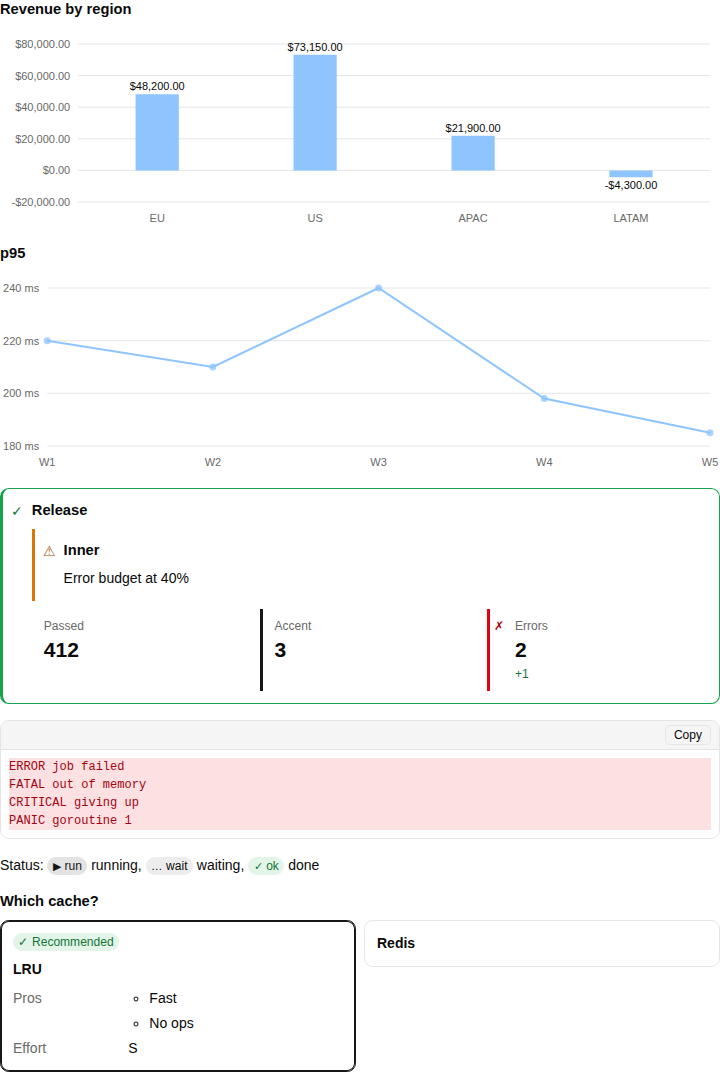 Revenue by region
$80,000.00
$60,000.00
$40,000.00
$20,000.00
$0.00
-$20,000.00
$48,200.00
$73,150.00
$21,900.00
-$4,300.00
EU US APAC LATAM
p95
240 ms
220 ms
200 ms
180 ms
W1 W2 W3 W4 W5
✓ Release
⚠ Inner
Error budget at 40%
Passed
412
Accent
3
✗ Errors
2
+1
Copy
ERROR job failed
FATAL out of memory
CRITICAL giving up
PANIC goroutine 1
Status: ▶ run running, … wait waiting, ✓ ok done
Which cache?
✓ Recommended
LRU
Pros
Fast
No ops
Effort S
Redis